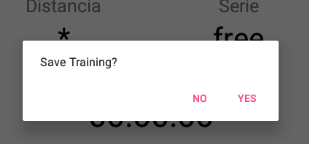 Distancia Serie
* free
Save Training?
NO YES